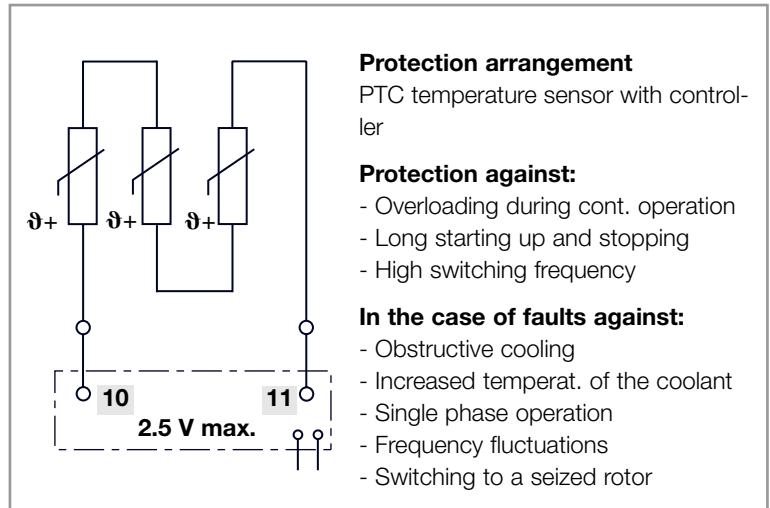 ϑ+ ϑ+ ϑ+
10 11
2.5 V max.
Protection arrangement
PTC temperature sensor with control-
ler
Protection against:
- Overloading during cont. operation
- Long starting up and stopping
- High switching frequency
In the case of faults against:
- Obstructive cooling
- Increased temperat. of the coolant
- Single phase operation
- Frequency fluctuations
- Switching to a seized rotor